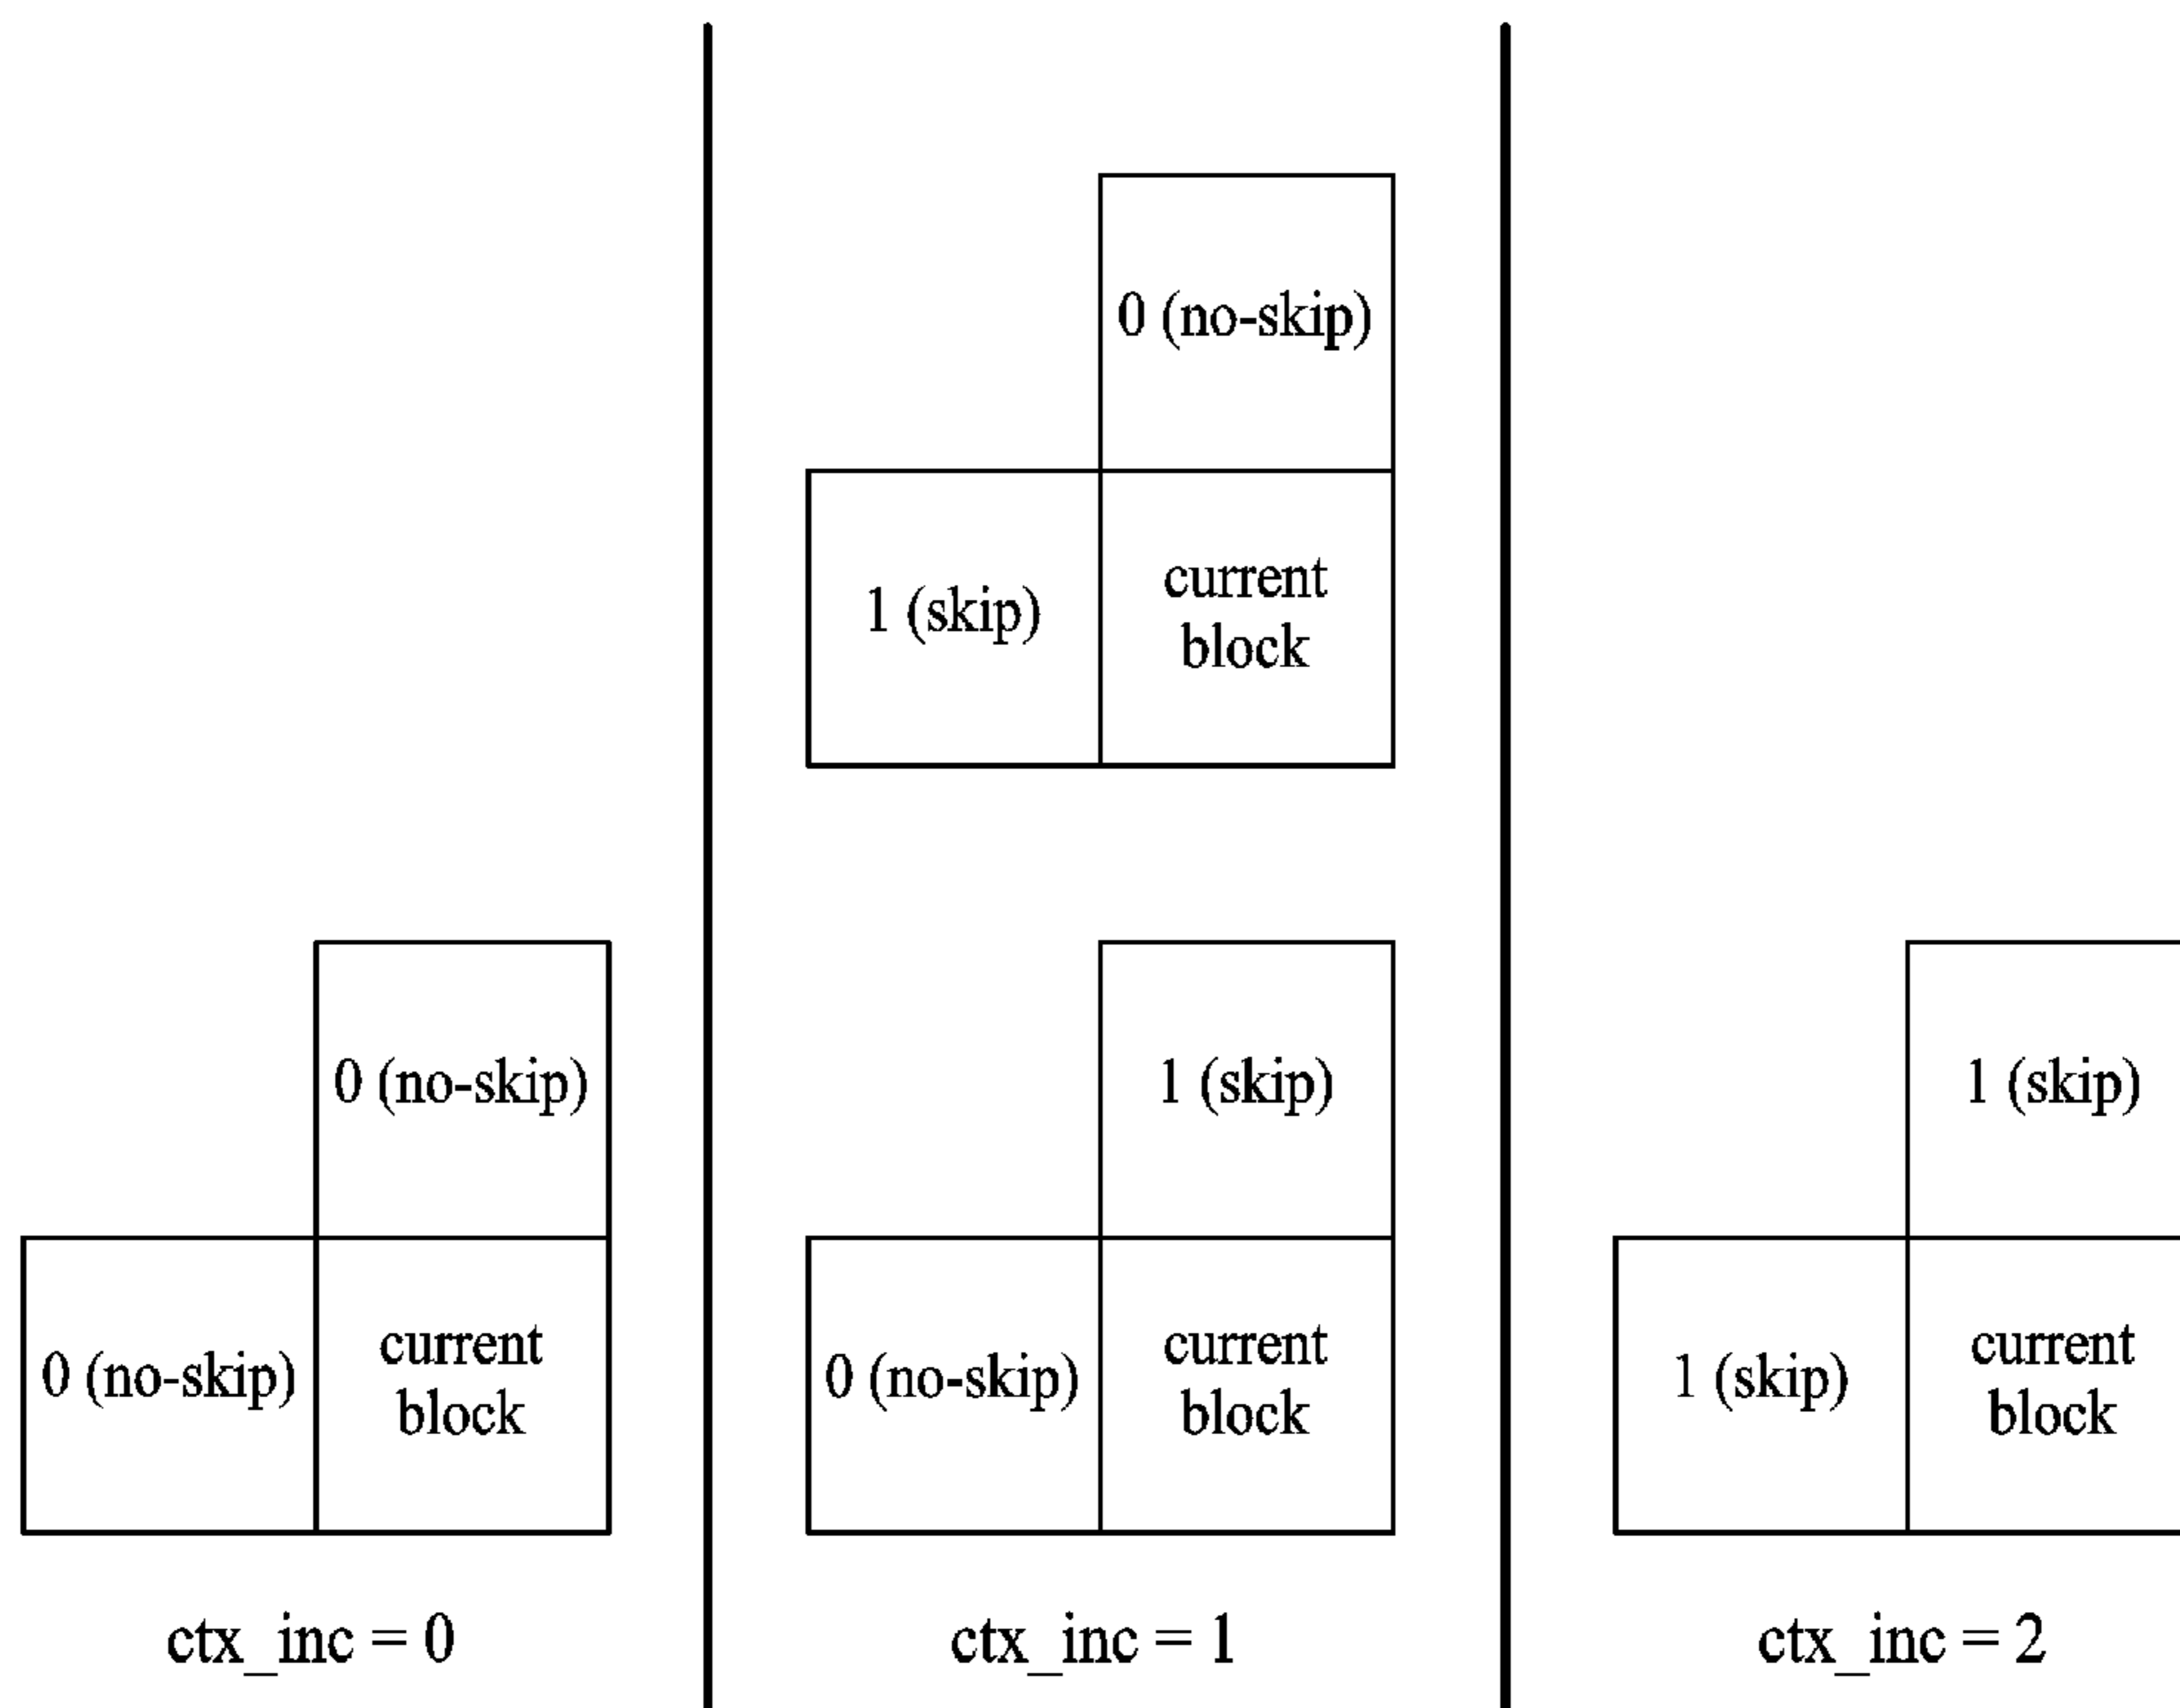 0 (no-skip)
0 (no-skip)
current
block
ctx_inc = 0
0 (no-skip)
1 (skip)
current
block
1 (skip)
0 (no-skip)
current
block
ctx_inc = 1
1 (skip)
1 (skip)
current
block
ctx_inc = 2